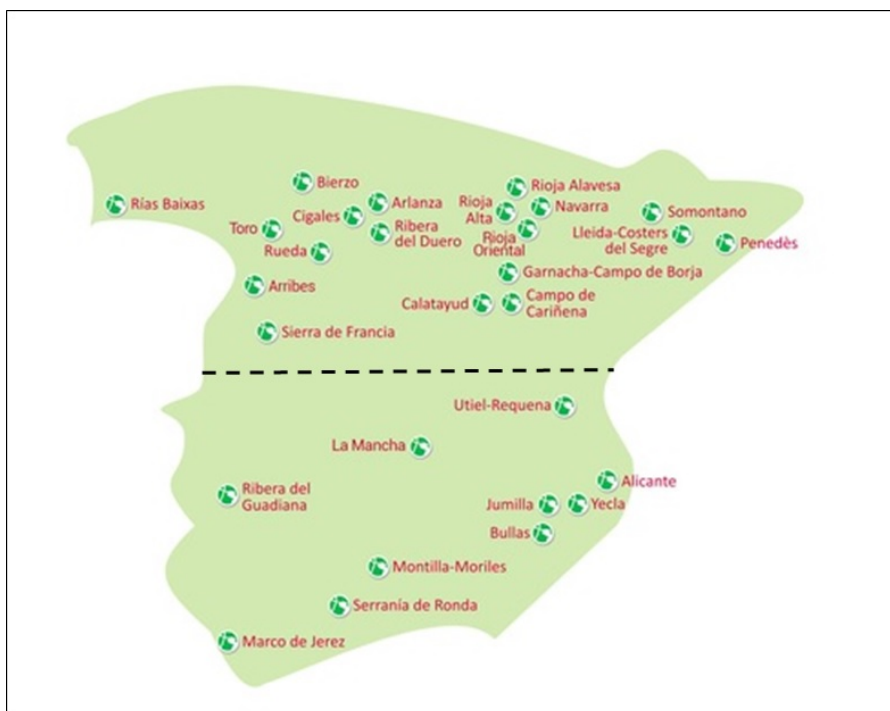 Bierzo
Rías Baixas
Arlanza
Cigales
Toro
Ribera
del Duero
Rueda
Arribes
Sierra de Francia
Rioja Alavesa
Rioja
Alta
Navarra
Rioja
Oriental
Somontano
Lleida-Costers
del Segre
Penedès
Garnacha-Campo de Borja
Calatayud
Campo de
Cariñena
Utiel-Requena
La Mancha
Ribera del
Guadiana
Alicante
Jumilla
Yecla
Bullas
Montilla-Moriles
Serranía de Ronda
Marco de Jerez